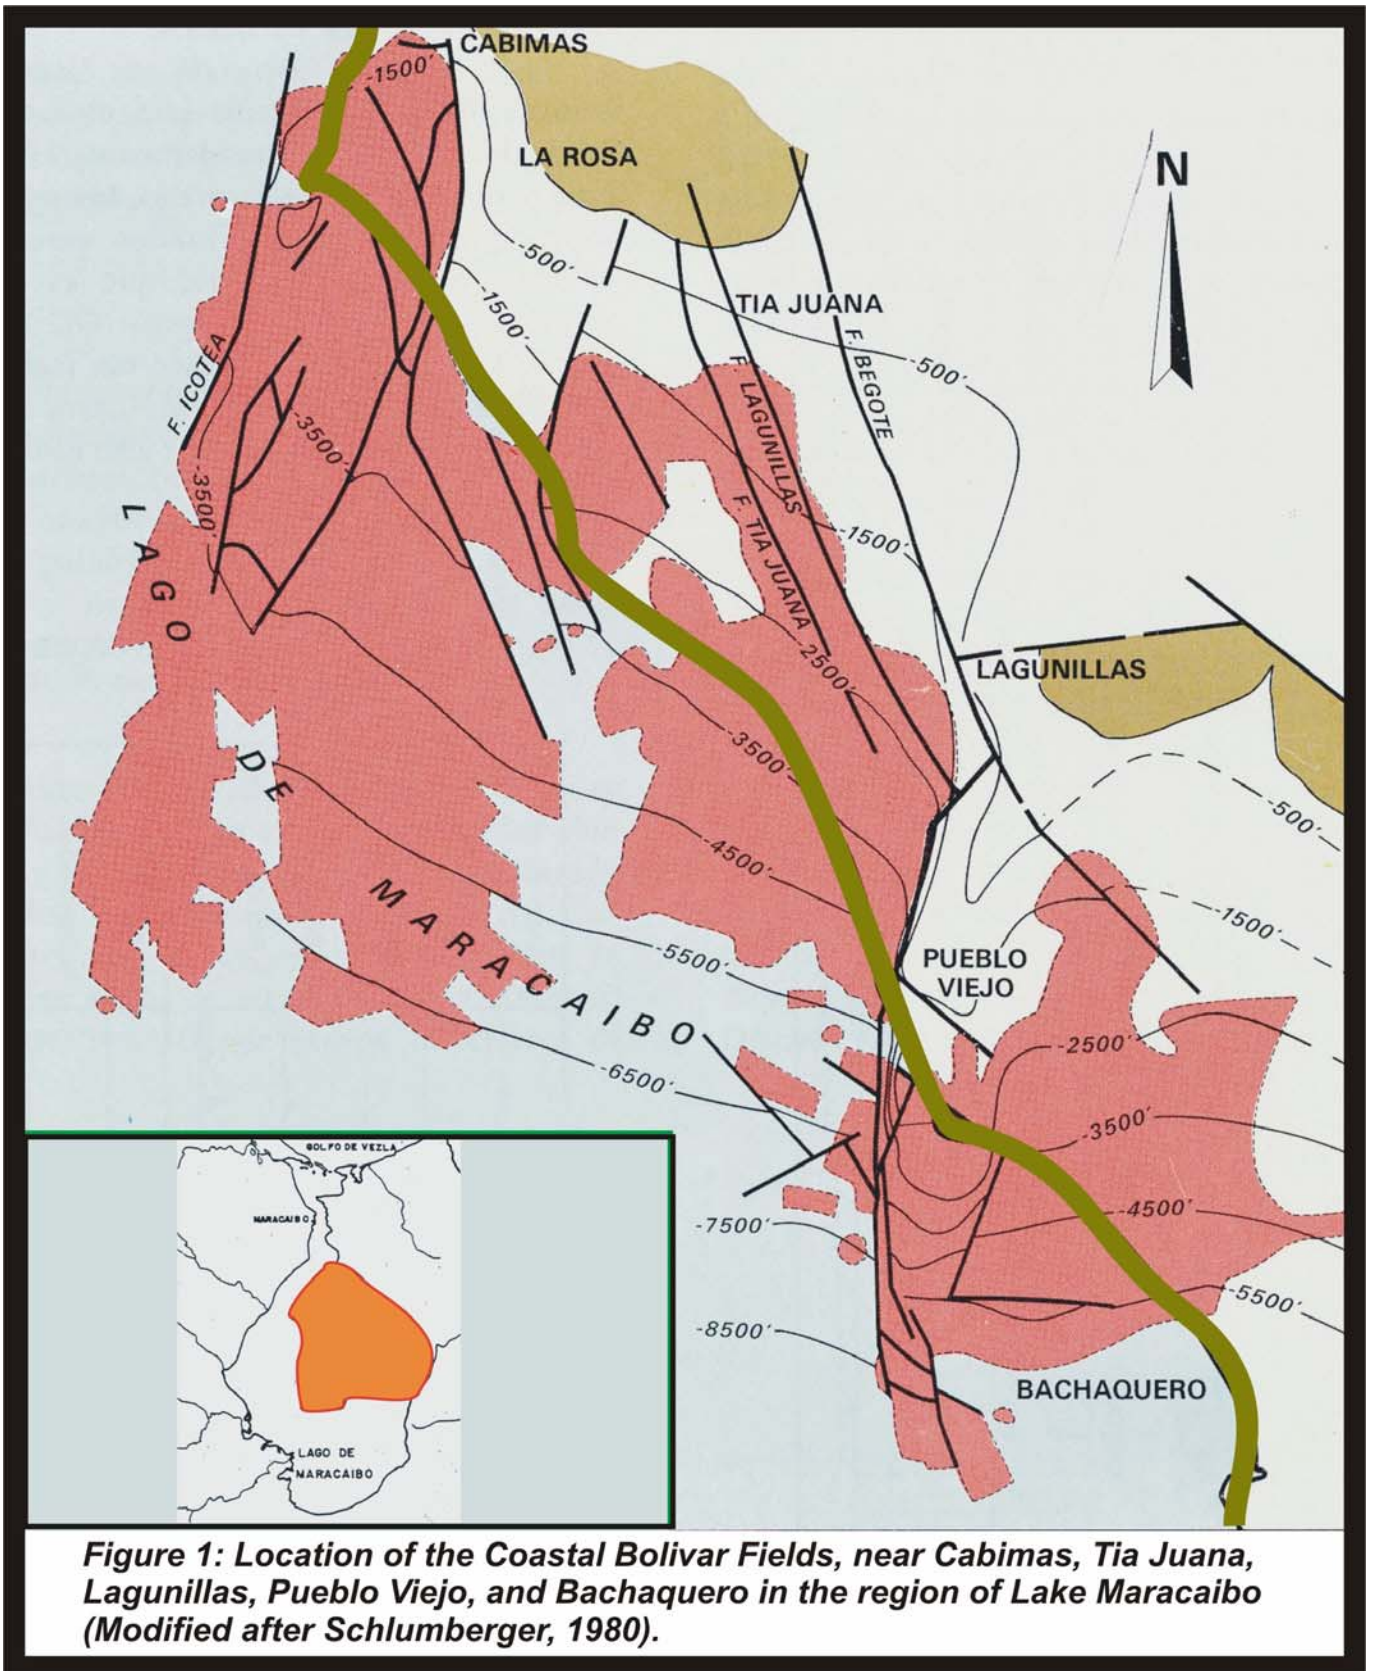 CABIMAS
-1500'
LA ROSA
N
-500'
-1500'
TIA JUANA
-500'
F. ICOTEA
F. BEGOTE
F. LAGUNILLAS
-3500'
-3500'
F. TIA JUANA
-1500'
LAGO
DE
MARACAIBO
-2500'
LAGUNILLAS
-3500'
-500'
-4500'
-1500'
-5500'
PUEBLO
VIEJO
-2500'
-6500'
-3500'
-7500'
-4500'
-5500'
-8500'
BACHAQUERO
GOLFO DE VEZLA
MARACAIBO
LAGO DE
MARACAIBO
Figure 1: Location of the Coastal Bolivar Fields, near Cabimas, Tia Juana,
Lagunillas, Pueblo Viejo, and Bachaquero in the region of Lake Maracaibo
(Modified after Schlumberger, 1980).